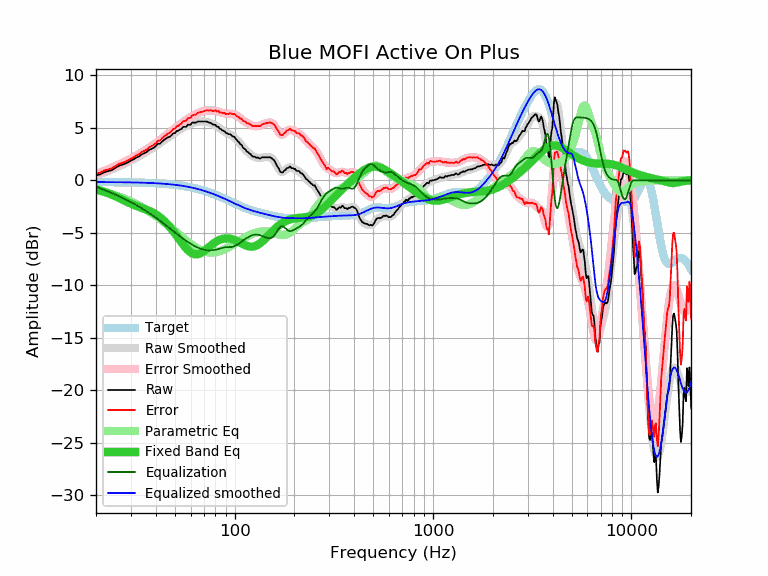 Blue MOFI Active On Plus
10
5
0
−5
−10
−15
−20
−25
−30
Amplitude (dBr)
Target
Raw Smoothed
Error Smoothed
Raw
Error
Parametric Eq
Fixed Band Eq
Equalization
Equalized smoothed
100
1000
10000
Frequency (Hz)